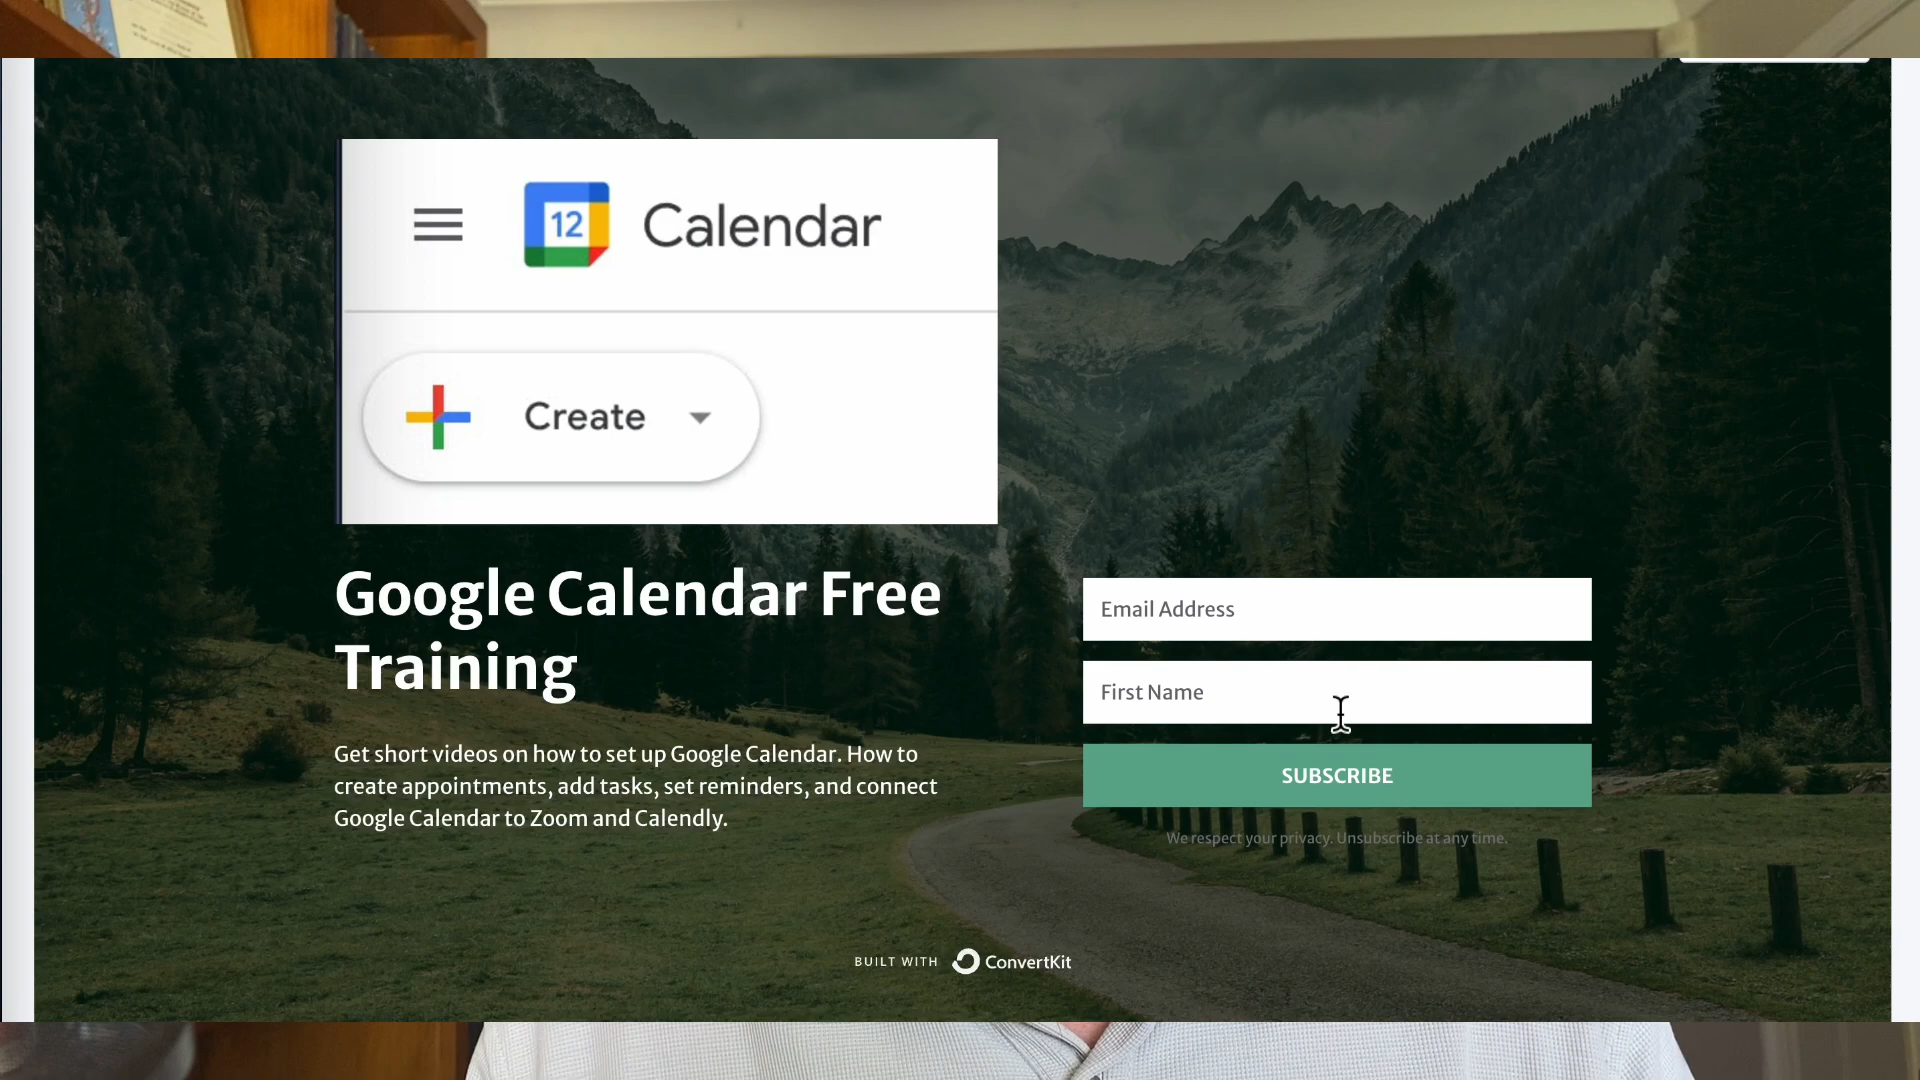 12
Calendar
Create
Google Calendar Free
Training
Get short videos on how to set up Google Calendar. How to
create appointments, add tasks, set reminders, and connect
Google Calendar to Zoom and Calendly.
Email Address
First Name
SUBSCRIBE
We respect your privacy. Unsubscribe at any time.
BUILT WITH ConvertKit